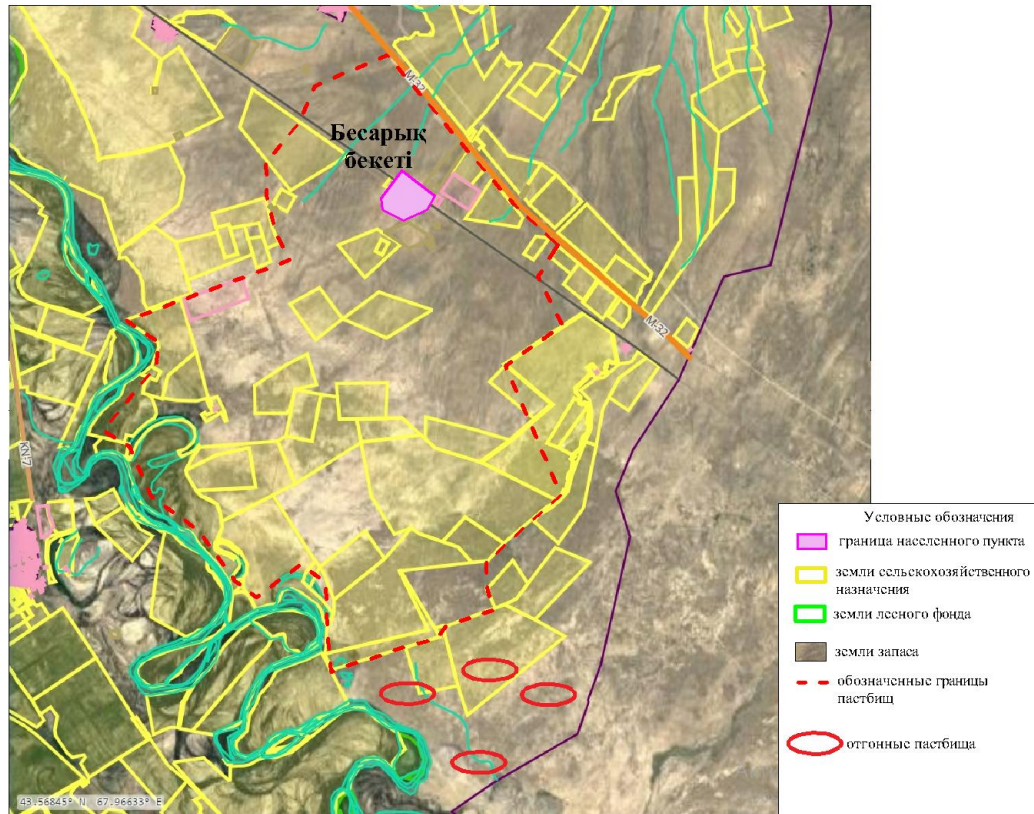 M-32
Бесарық
бекеті
M-32
KN-7
Условные обозначения
граница населенного пункта
земли сельскохозяйственного
назначения
земли лесного фонда
земли запаса
обозначенные границы
пастбищ
отгонные пастбища
43.56845° N 67.96633° E